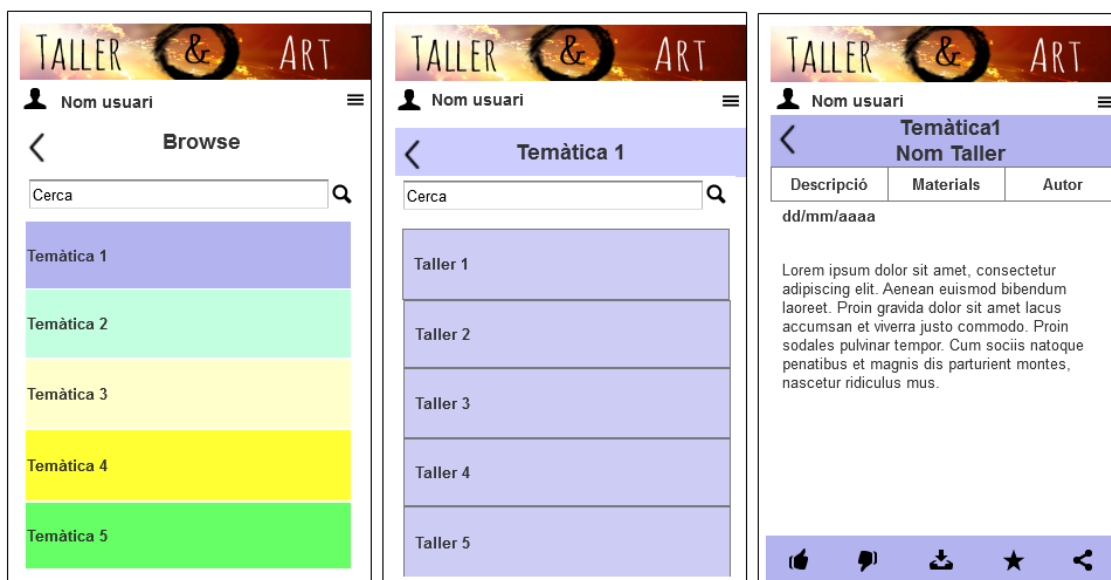 TALLER & ART
Nom usuari
Browse
Cerca
Temàtica 1
Temàtica 2
Temàtica 3
Temàtica 4
Temàtica 5
TALLER & ART
Nom usuari
Temàtica 1
Cerca
Taller 1
Taller 2
Taller 3
Taller 4
Taller 5
TALLER & ART
Nom usuari
Temàtica1
Nom Taller
Descripció Materials Autor
dd/mm/aaaa
Lorem ipsum dolor sit amet, consectetur
adipiscing elit. Aenean euismod bibendum
laoreet. Proin gravida dolor sit amet lacus
accumsan et viverra justo commodo. Proin
sodales pulvinar tempor. Cum sociis natoque
penatibus et magnis dis parturient montes,
nascetur ridiculus mus.